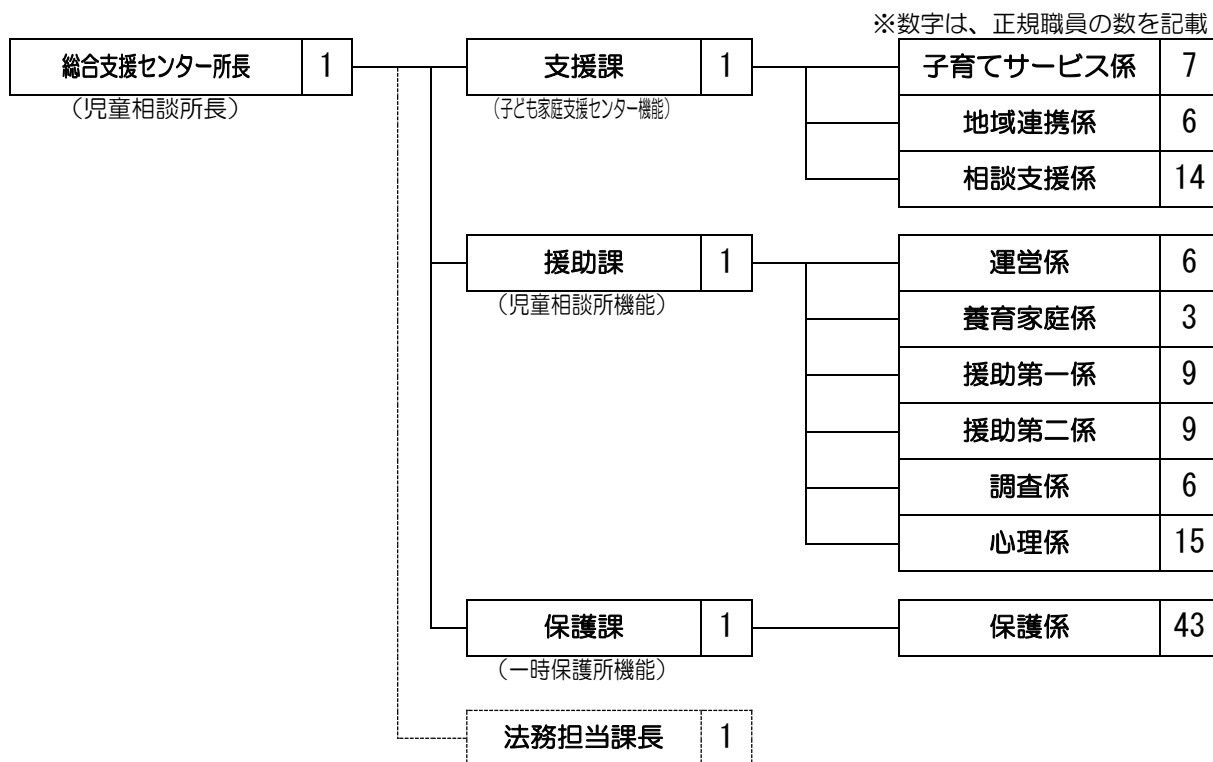 ※数字は、正規職員の数を記載
総合支援センター所長 1
(児童相談所長)
支援課 1
(子ども家庭支援センター機能)
子育てサービス係 7
地域連携係 6
相談支援係 14
援助課 1
(児童相談所機能)
運営係 6
養育家庭係 3
援助第一係 9
援助第二係 9
調査係 6
心理係 15
保護課 1
(一時保護所機能)
保護係 43
法務担当課長 1